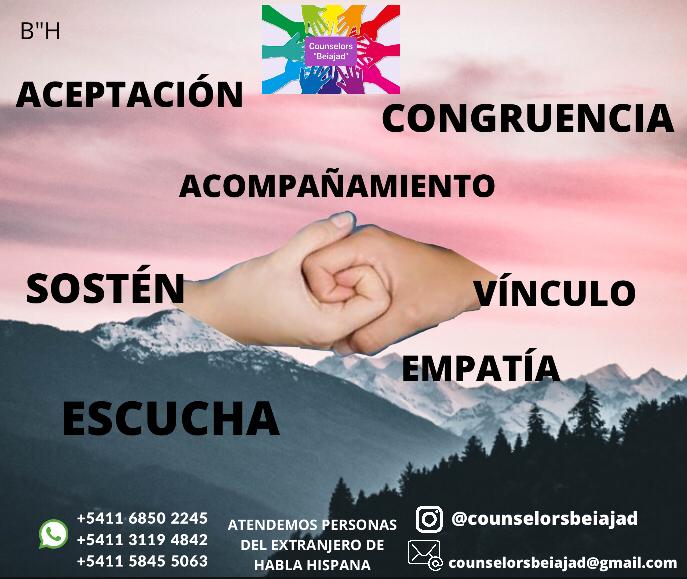 B"H
Counselors
"Beiajad"
ACEPTACIÓN
CONGRUENCIA
ACOMPAÑAMIENTO
SOSTÉN
VÍNCULO
EMPATÍA
ESCUCHA
+5411 6850 2245
+5411 3119 4842
+5411 5845 5063
ATENDEMOS PERSONAS
DEL EXTRANJERO DE
HABLA HISPANA
@counselorsbeiajad
counselorsbeiajad@gmail.com